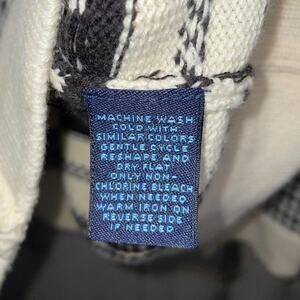 MACHINE WASH
COLD WITH
SIMILAR COLORS
GENTLE CYCLE
RESHAPE AND
DRY FLAT
ONLY NON-
CHLORINE BLEACH
WHEN NEEDED
WARM IRON ON
REVERSE SIDE
IF NEEDED